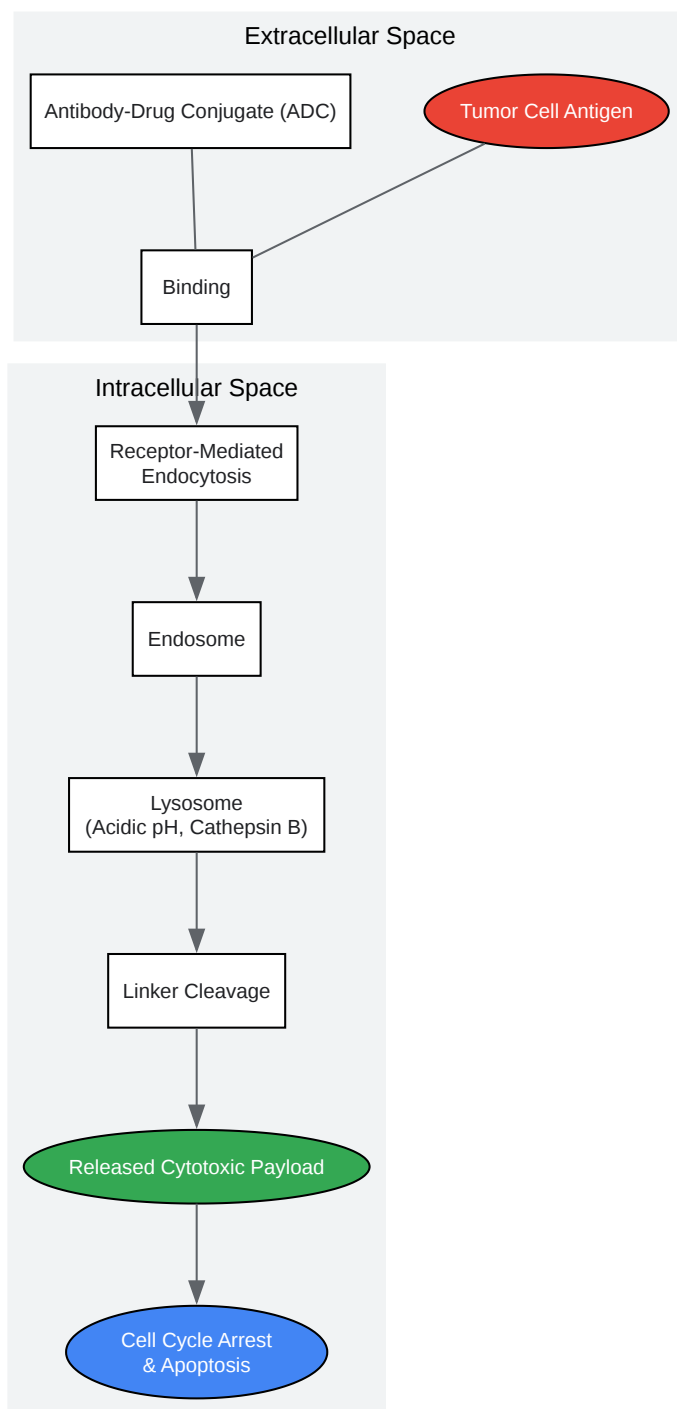 Extracellular Space
Antibody-Drug Conjugate (ADC)
Tumor Cell Antigen
Binding
Intracellular Space
Receptor-Mediated
Endocytosis
Endosome
Lysosome
(Acidic pH, Cathepsin B)
Linker Cleavage
Released Cytotoxic Payload
Cell Cycle Arrest
& Apoptosis